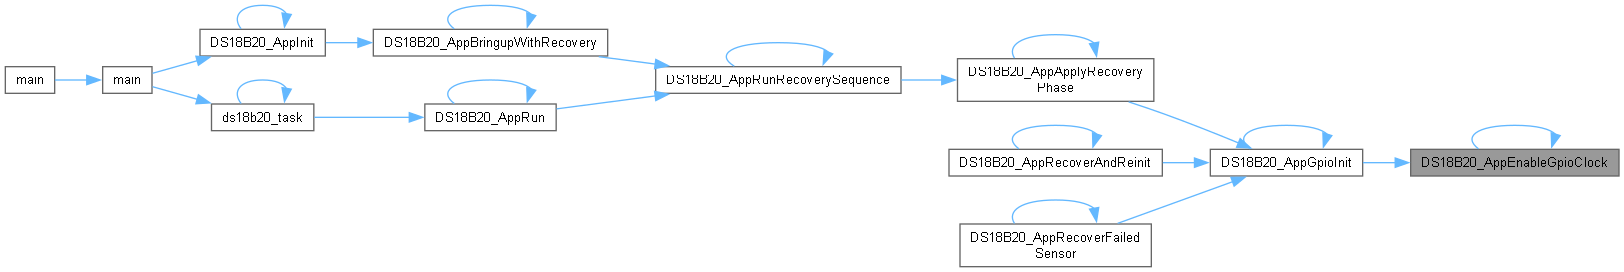 main
main
DS18B20_AppInit
ds18b20_task
DS18B20_AppBringupWithRecovery
DS18B20_AppRun
DS18B20_AppRunRecoverySequence
DS18B20_AppApplyRecovery
Phase
DS18B20_AppRecoverAndReinit
DS18B20_AppRecoverFailed
Sensor
DS18B20_AppGpioInit
DS18B20_AppEnableGpioClock